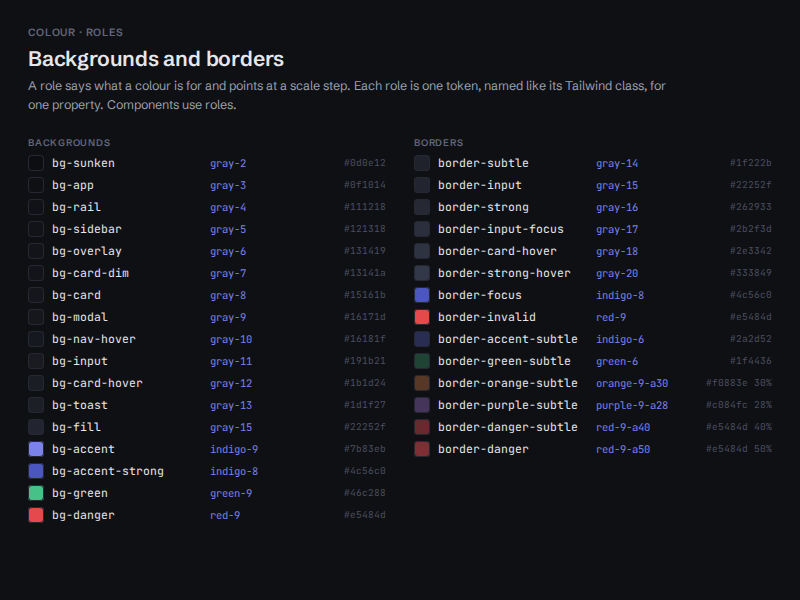 COLOUR · ROLES
Backgrounds and borders
A role says what a colour is for and points at a scale step. Each role is one token, named like its Tailwind class, for
one property. Components use roles.
BACKGROUNDS
bg-sunken gray-2 #0d0e12
bg-app gray-3 #0f1014
bg-rail gray-4 #111218
bg-sidebar gray-5 #121318
bg-overlay gray-6 #131419
bg-card-dim gray-7 #13141a
bg-card gray-8 #15161b
bg-modal gray-9 #16171d
bg-nav-hover gray-10 #16181f
bg-input gray-11 #191b21
bg-card-hover gray-12 #1b1d24
bg-toast gray-13 #1d1f27
bg-fill gray-15 #22252f
bg-accent indigo-9 #7b83eb
bg-accent-strong indigo-8 #4c56c0
bg-green green-9 #46c288
bg-danger red-9 #e5484d
BORDERS
border-subtle gray-14 #1f222b
border-input gray-15 #22252f
border-strong gray-16 #262933
border-input-focus gray-17 #2b2f3d
border-card-hover gray-18 #2e3342
border-strong-hover gray-20 #333849
border-focus indigo-8 #4c56c0
border-invalid red-9 #e5484d
border-accent-subtle indigo-6 #2a2d52
border-green-subtle green-6 #1f4436
border-orange-subtle orange-9-a30 #f0883e 30%
border-purple-subtle purple-9-a28 #c084fc 28%
border-danger-subtle red-9-a40 #e5484d 40%
border-danger red-9-a50 #e5484d 50%